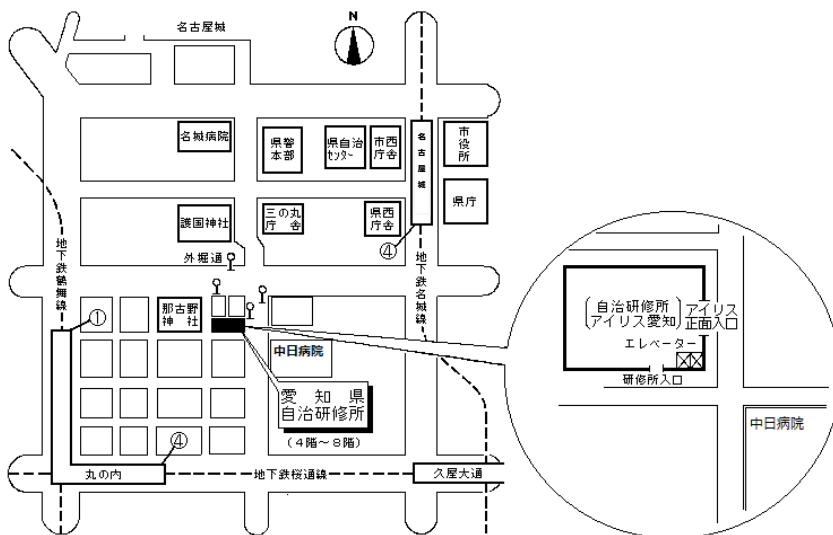 名古屋城
N
名城病院
県警
本部
県自治
センター
市西
庁舎
名古屋城
市
役
所
護国神社
三の丸
庁舎
県西
庁舎
県庁
④
外堀通
地下鉄鶴舞線
地下鉄名城線
①
那古野
神社
中日病院
愛知県
自治研修所
(4階～8階)
④
丸の内
地下鉄桜通線
久屋大通
自治研修所
アイリス愛知
アイリス
正面入口
エレベーター
研修所入口
中日病院